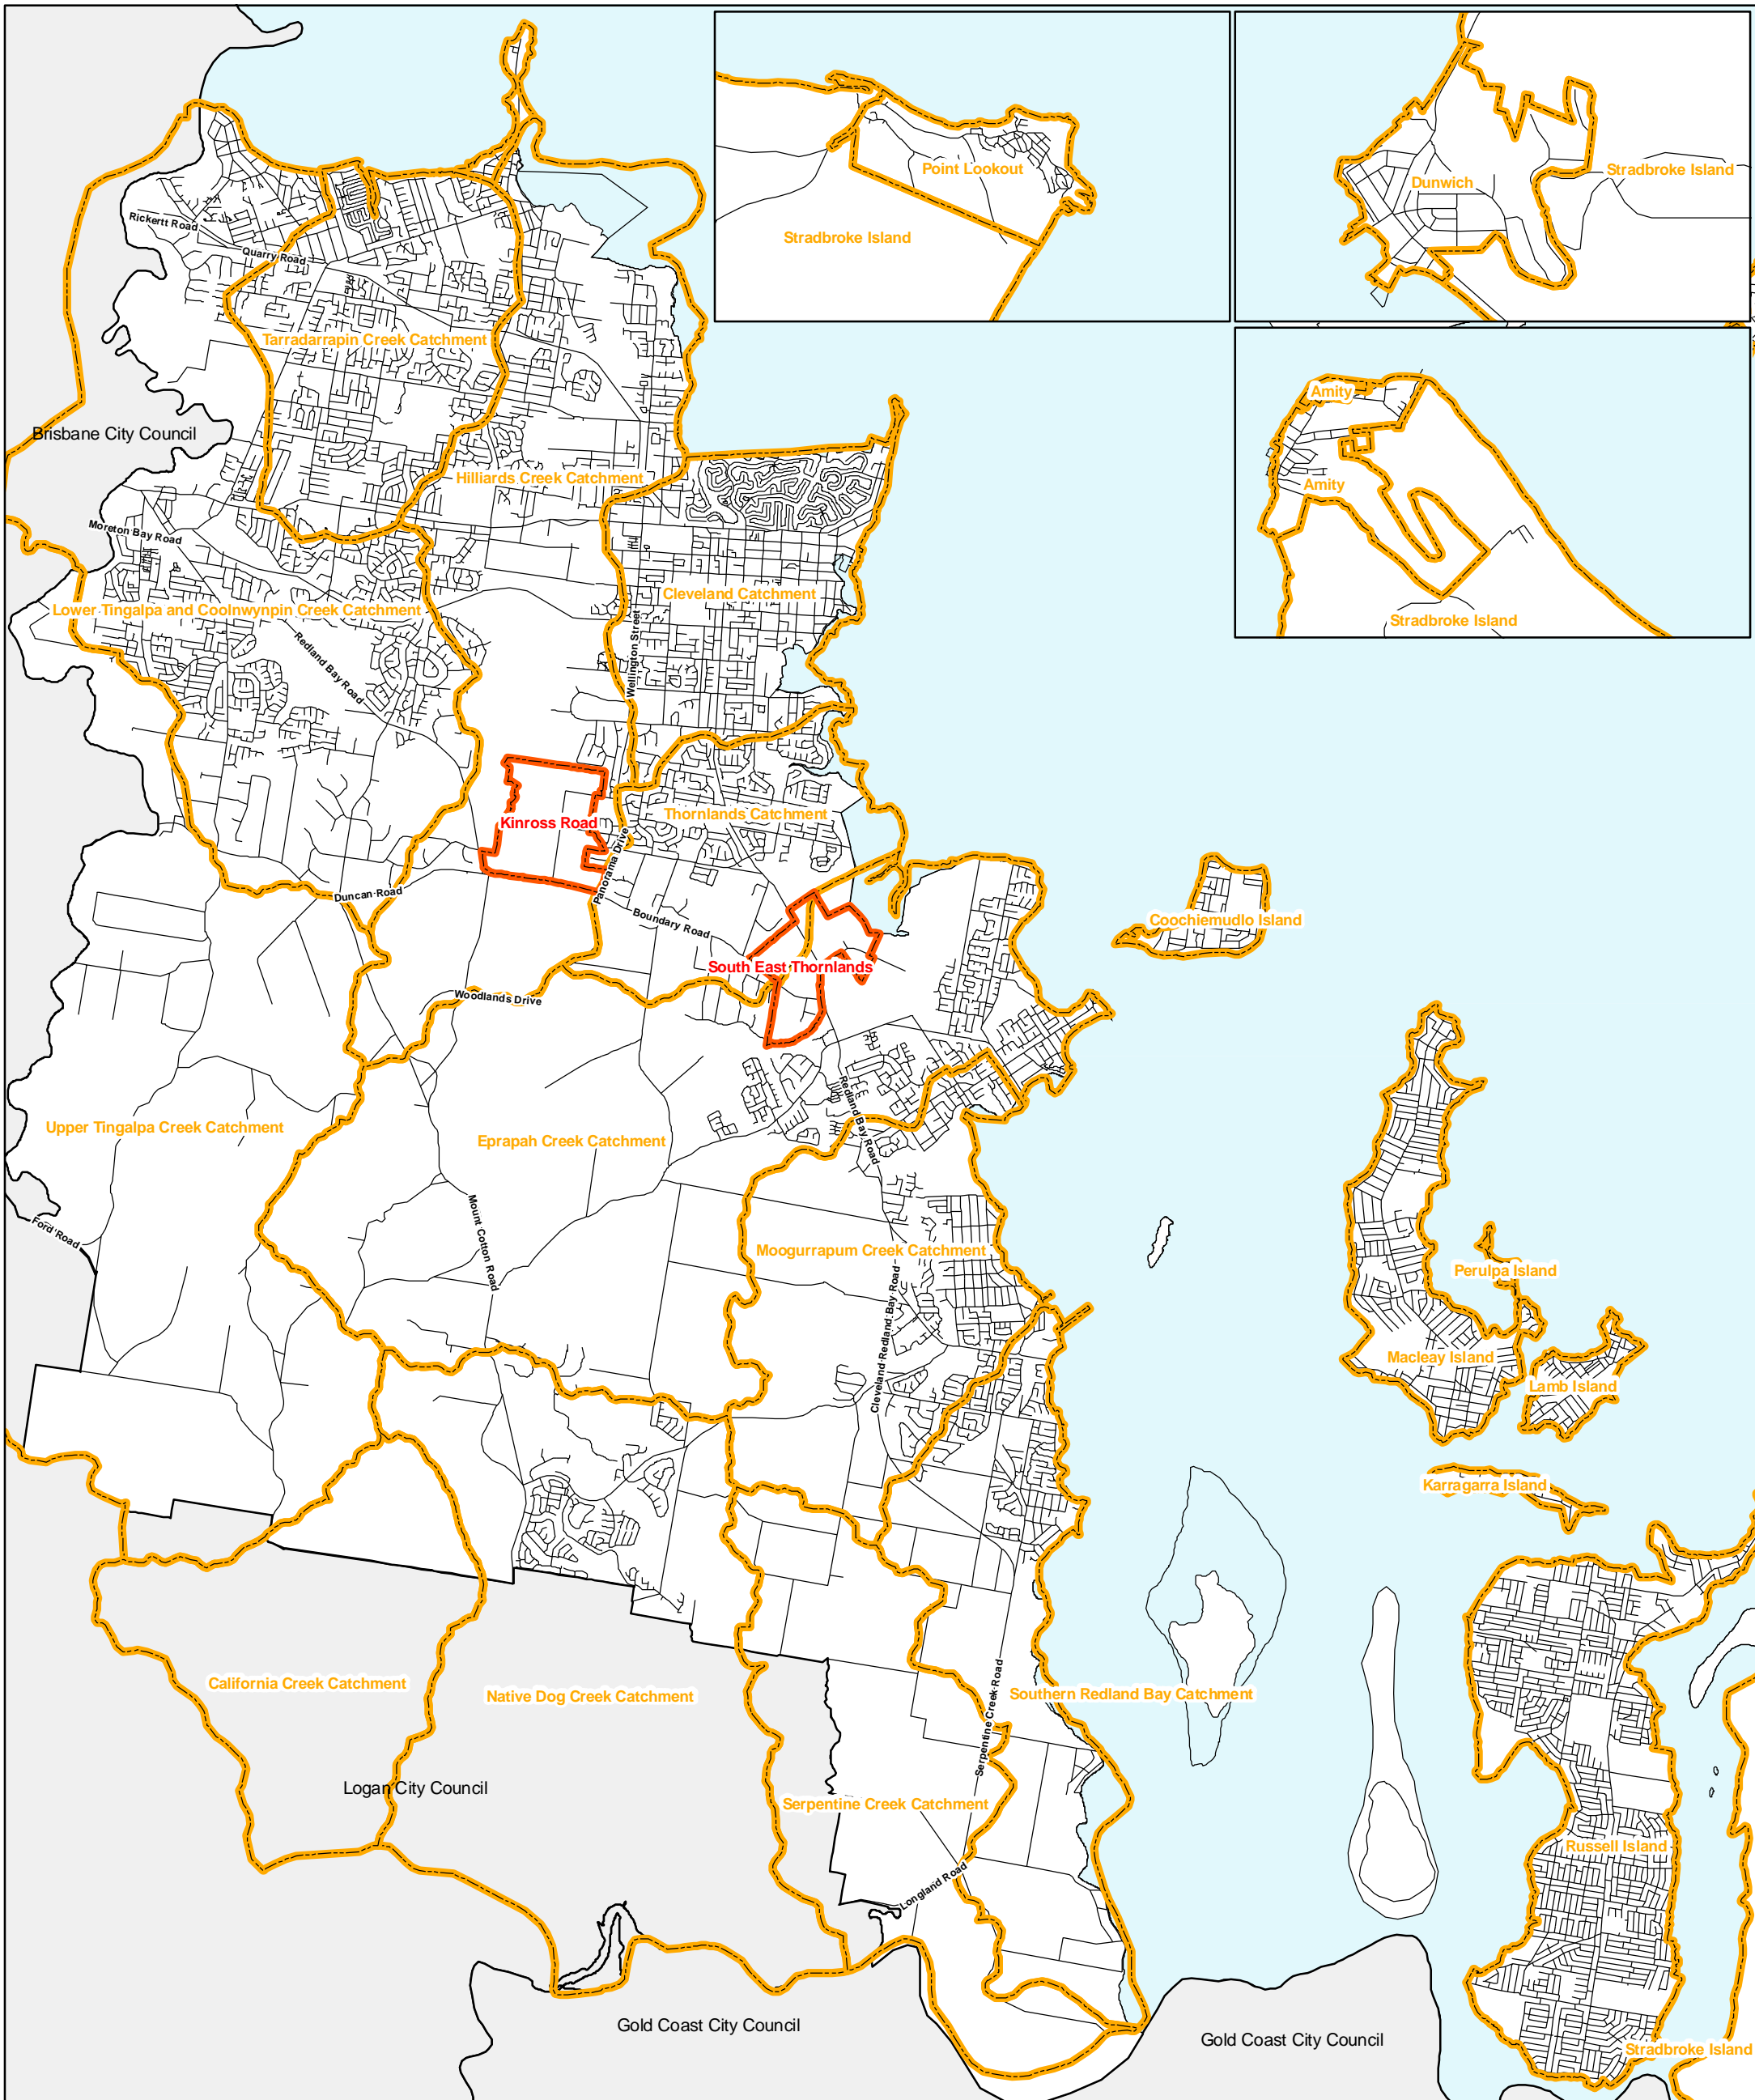 Point Lookout
Stradbroke Island
Dunwich
Stradbroke Island
Rickertt Road
Quarry Road
Tarradarrapin Creek Catchment
Amity
Brisbane City Council
Hilliards Creek Catchment
Amity
Moreton Bay Road
Cleveland Catchment
Lower Tingalpa and Coolnwynpin Creek Catchment
Stradbroke Island
Redland Bay Road
Wellington Street
Kinross Road
Thornlands Catchment
Panorama Drive
Duncan Road
Boundary Road
Coochiemudlo Island
South East Thornlands
Woodlands Drive
Redland Bay Road
Upper Tingalpa Creek Catchment
Eprapah Creek Catchment
Ford Road
Mount Cotton Road
Moogurrapum Creek Catchment
Perulpa Island
Cleveland Redland Bay Road
Macleay Island
Lamb Island
Karragarra Island
California Creek Catchment
Native Dog Creek Catchment
Southern Redland Bay Catchment
Serpentine Creek Road
Logan City Council
Serpentine Creek Catchment
Russell Island
Longland Road
Gold Coast City Council
Gold Coast City Council
Stradbroke Island